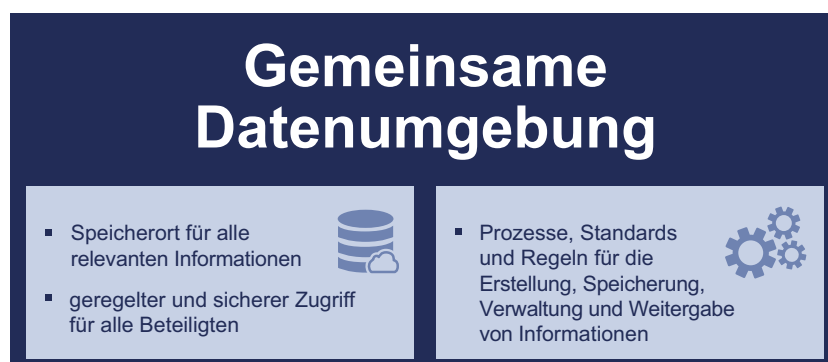 Gemeinsame
Datenumgebung
▪ Speicherort für alle
relevanten Informationen
▪ geregelter und sicherer Zugriff
für alle Beteiligten
▪ Prozesse, Standards
und Regeln für die
Erstellung, Speicherung,
Verwaltung und Weitergabe
von Informationen